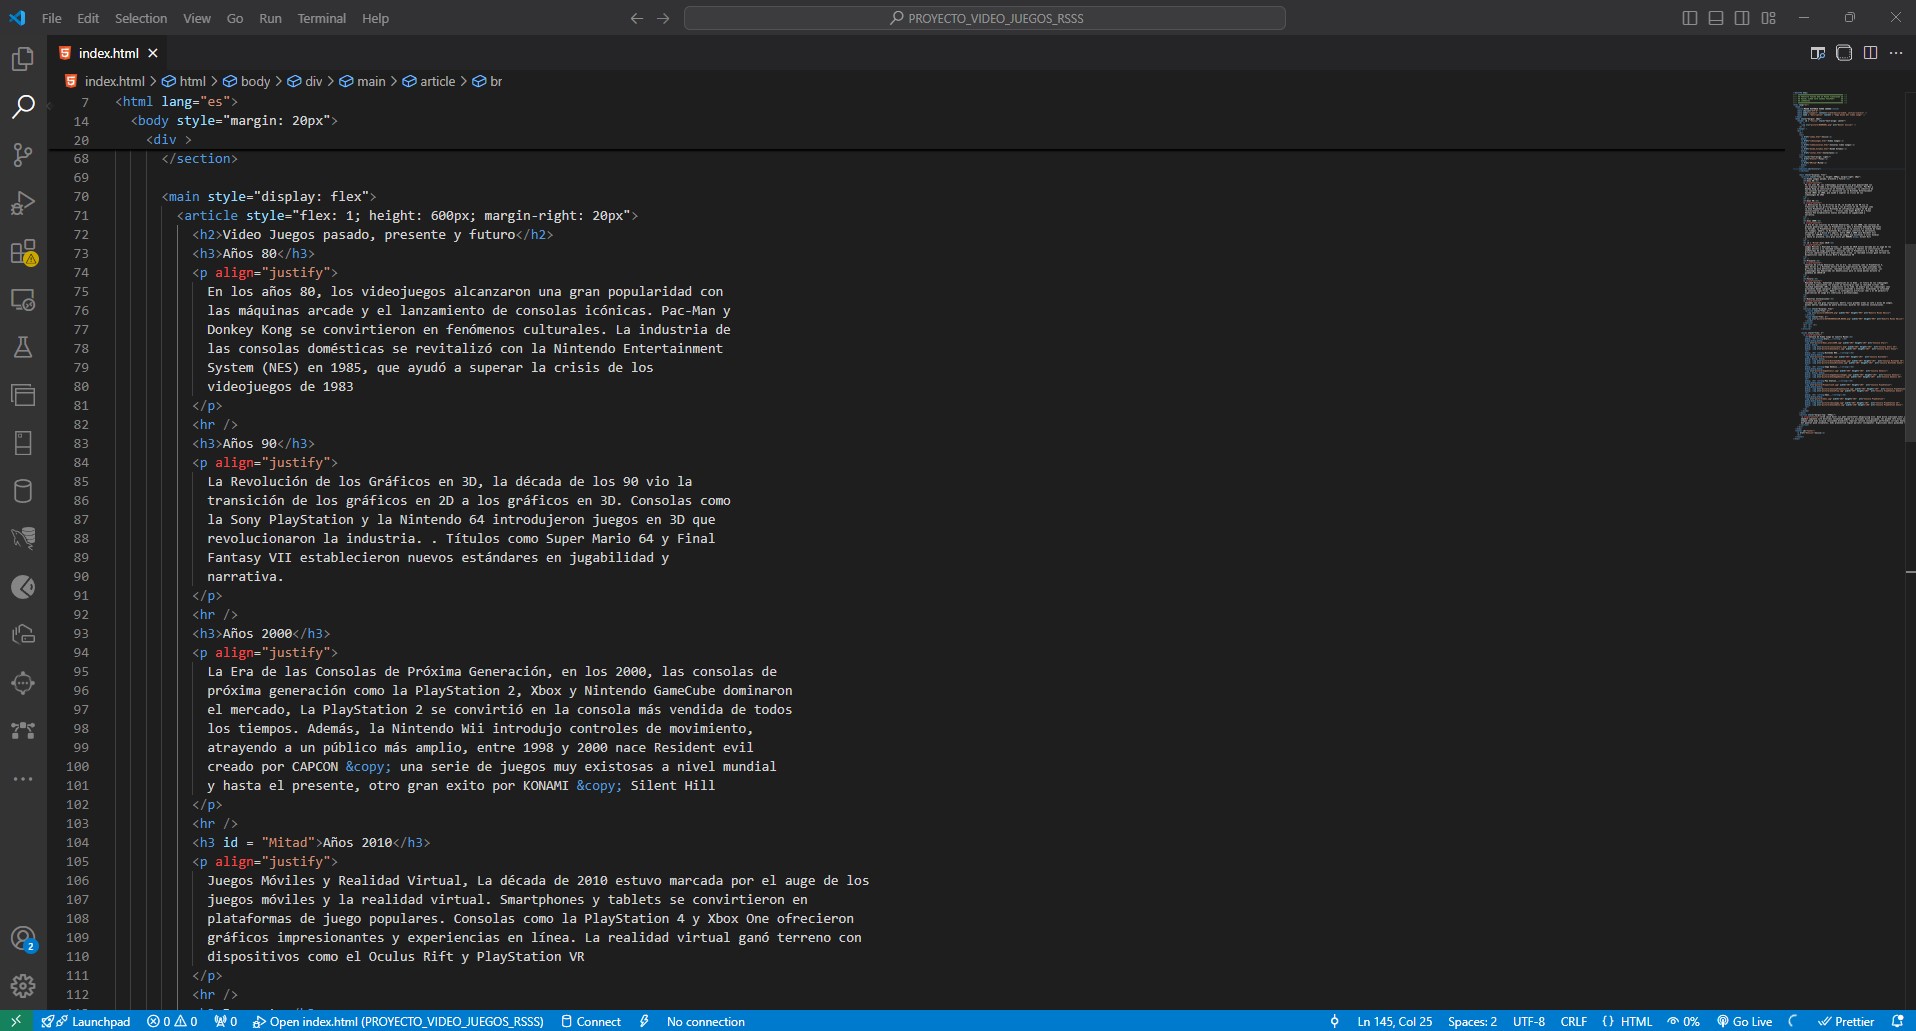 File Edit Selection View Go Run Terminal Help
PROYECTO_VIDEO_JUEGOS_RSSS
index.html
index.html > html > body > div > main > article > br
7 <html lang="es">
14 <body style="margin: 20px">
20 <div >
68 </section>
69
70 <main style="display: flex">
71 <article style="flex: 1; height: 600px; margin-right: 20px">
72 <h2>Video Juegos pasado, presente y futuro</h2>
73 <h3>Años 80</h3>
74 <p align="justify">
75 En los años 80, los videojuegos alcanzaron una gran popularidad con
76 las máquinas arcade y el lanzamiento de consolas icónicas. Pac-Man y
77 Donkey Kong se convirtieron en fenómenos culturales. La industria de
78 las consolas domésticas se revitalizó con la Nintendo Entertainment
79 System (NES) en 1985, que ayudó a superar la crisis de los
80 videojuegos de 1983
81 </p>
82 <hr />
83 <h3>Años 90</h3>
84 <p align="justify">
85 La Revolución de los Gráficos en 3D, la década de los 90 vio la
86 transición de los gráficos en 2D a los gráficos en 3D. Consolas como
87 la Sony PlayStation y la Nintendo 64 introdujeron juegos en 3D que
88 revolucionaron la industria. . Títulos como Super Mario 64 y Final
89 Fantasy VII establecieron nuevos estándares en jugabilidad y
90 narrativa.
91 </p>
92 <hr />
93 <h3>Años 2000</h3>
94 <p align="justify">
95 La Era de las Consolas de Próxima Generación, en los 2000, las consolas de
96 próxima generación como la PlayStation 2, Xbox y Nintendo GameCube dominaron
97 el mercado, La PlayStation 2 se convirtió en la consola más vendida de todos
98 los tiempos. Además, la Nintendo Wii introdujo controles de movimiento,
99 atrayendo a un público más amplio, entre 1998 y 2000 nace Resident evil
100 creado por CAPCON &copy; una serie de juegos muy existosas a nivel mundial
101 y hasta el presente, otro gran exito por KONAMI &copy; Silent Hill
102 </p>
103 <hr />
104 <h3 id = "Mitad">Años 2010</h3>
105 <p align="justify">
106 Juegos Móviles y Realidad Virtual, La década de 2010 estuvo marcada por el auge de los
107 juegos móviles y la realidad virtual. Smartphones y tablets se convirtieron en
108 plataformas de juego populares. Consolas como la PlayStation 4 y Xbox One ofrecieron
109 gráficos impresionantes y experiencias en línea. La realidad virtual ganó terreno con
110 dispositivos como el Oculus Rift y PlayStation VR
111 </p>
112 <hr />
2
Launchpad 0 0 0 Open index.html (PROYECTO_VIDEO_JUEGOS_RSSS) Connect No connection Ln 145, Col 25 Spaces: 2 UTF-8 CRLF {} HTML 0% Go Live Prettier